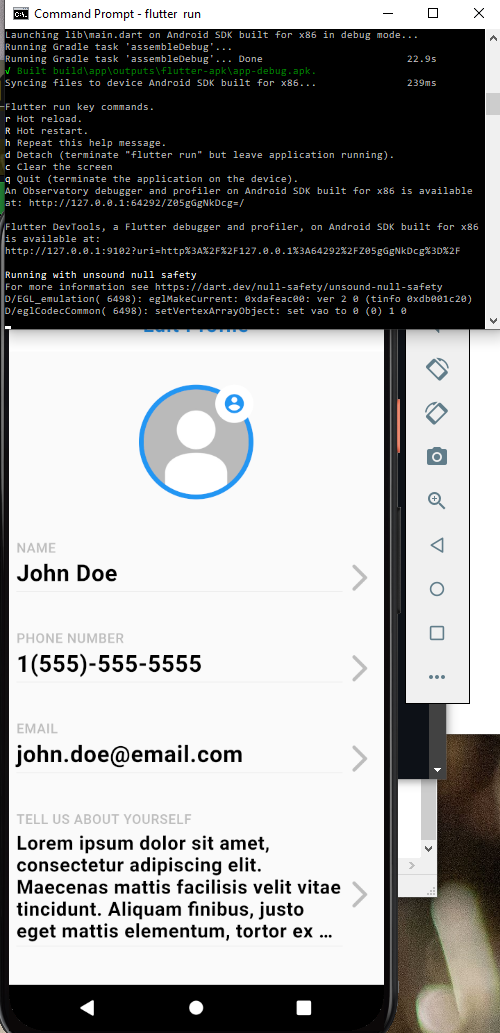 Command Prompt - flutter run
Launching lib\main.dart on Android SDK built for x86 in debug mode...
Running Gradle task 'assembleDebug'...
Running Gradle task 'assembleDebug'... Done 22.9s
√ Built build\app\outputs\flutter-apk\app-debug.apk.
Syncing files to device Android SDK built for x86... 239ms
Flutter run key commands.
r Hot reload.
R Hot restart.
h Repeat this help message.
d Detach (terminate "flutter run" but leave application running).
c Clear the screen
q Quit (terminate the application on the device).
An Observatory debugger and profiler on Android SDK built for x86 is available
at: http://127.0.0.1:64292/Z05gGgNkDcg=/
Flutter DevTools, a Flutter debugger and profiler, on Android SDK built for x86
is available at:
http://127.0.0.1:9102?uri=http%3A%2F%2F127.0.0.1%3A64292%2FZ05gGgNkDcg%3D%2F
Running with unsound null safety
For more information see https://dart.dev/null-safety/unsound-null-safety
D/EGL_emulation( 6498): eglMakeCurrent: 0xdafeac00: ver 2 0 (tinfo 0xdb001c20)
D/eglCodecCommon( 6498): setVertexArrayObject: set vao to 0 (0) 1 0
Edit Profile
NAME
John Doe
PHONE NUMBER
1(555)-555-5555
EMAIL
john.doe@email.com
TELL US ABOUT YOURSELF
Lorem ipsum dolor sit amet,
consectetur adipiscing elit.
Maecenas mattis facilisis velit vitae
tincidunt. Aliquam finibus, justo
eget mattis elementum, tortor ex ...